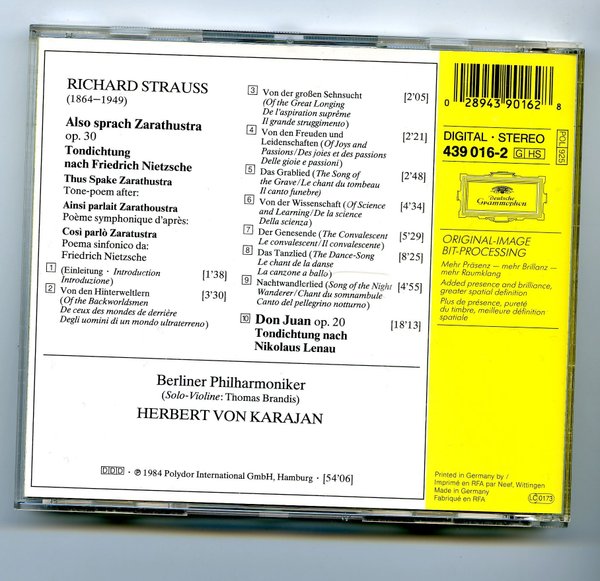 RICHARD STRAUSS
(1864–1949)
Also sprach Zarathustra
op. 30
Tondichtung
nach Friedrich Nietzsche
Thus Spake Zarathustra
Tone-poem after:
Ainsi parlait Zarathoustra
Poème symphonique d'après:
Così parlò Zaratustra
Poema sinfonico da:
Friedrich Nietzsche
1 (Einleitung · Introduction [1'38]
Introduzione)
2 Von den Hinterweltlern [3'30]
(Of the Backworldsmen
De ceux des mondes de derrière
Degli uomini di un mondo ultraterreno)
3 Von der großen Sehnsucht [2'05]
(Of the Great Longing
De l'aspiration suprême
Il grande struggimento)
4 Von den Freuden und [2'21]
Leidenschaften (Of Joys and
Passions/Des joies et des passions
Delle gioie e passioni)
5 Das Grablied (The Song of [2'48]
the Grave/Le chant du tombeau
Il canto funebre)
6 Von der Wissenschaft (Of Science [4'34]
and Learning/De la science
Della scienza)
7 Der Genesende (The Convalescent [5'29]
Le convalescent/Il convalescente)
8 Das Tanzlied (The Dance-Song [8'25]
Le chant de la danse
La canzone a ballo)
9 Nachtwandlerlied (Song of the Night [4'55]
Wanderer/Chant du somnambule
Canto del pellegrino notturno)
10 Don Juan op. 20 [18'13]
Tondichtung nach
Nikolaus Lenau
Berliner Philharmoniker
(Solo-Violine: Thomas Brandis)
HERBERT VON KARAJAN
DDD · ℗ 1984 Polydor International GmbH, Hamburg · [54'06]
0 28943 90162 8
DIGITAL · STEREO
439 016-2 G HS
POL 925
Deutsche
Grammophon
ORIGINAL-IMAGE
BIT-PROCESSING
Mehr Präsenz – mehr Brillanz –
mehr Raumklang
Added presence and brilliance,
greater spatial definition
Plus de présence, pureté
du timbre, meilleure définition
spatiale
Printed in Germany by /
Imprimé en RFA par Neef, Wittingen
Made in Germany
Fabriqué en RFA
LC 0173